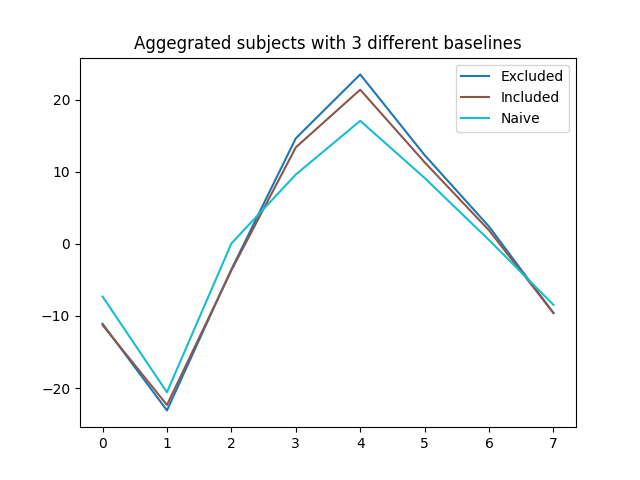 Aggegrated subjects with 3 different baselines
Excluded
Included
Naive
20
10
0
−10
−20
0 1 2 3 4 5 6 7